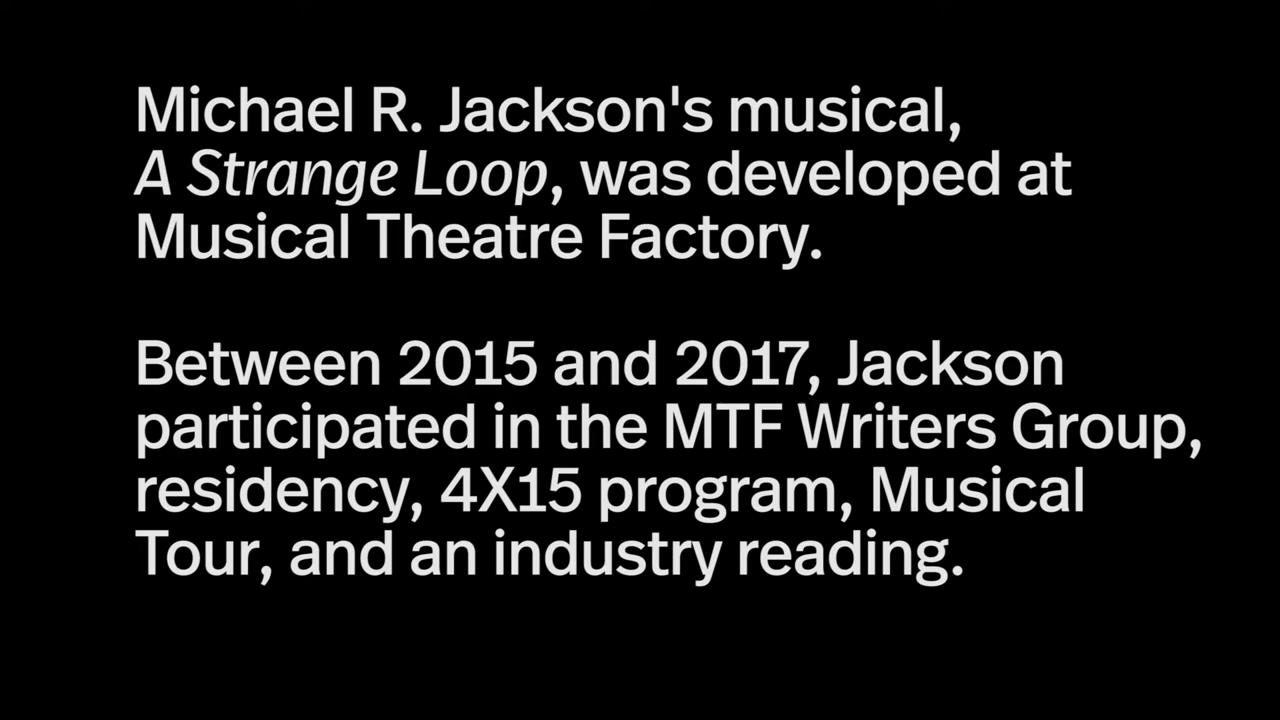 Michael R. Jackson's musical,
A Strange Loop, was developed at
Musical Theatre Factory.
Between 2015 and 2017, Jackson
participated in the MTF Writers Group,
residency, 4X15 program, Musical
Tour, and an industry reading.